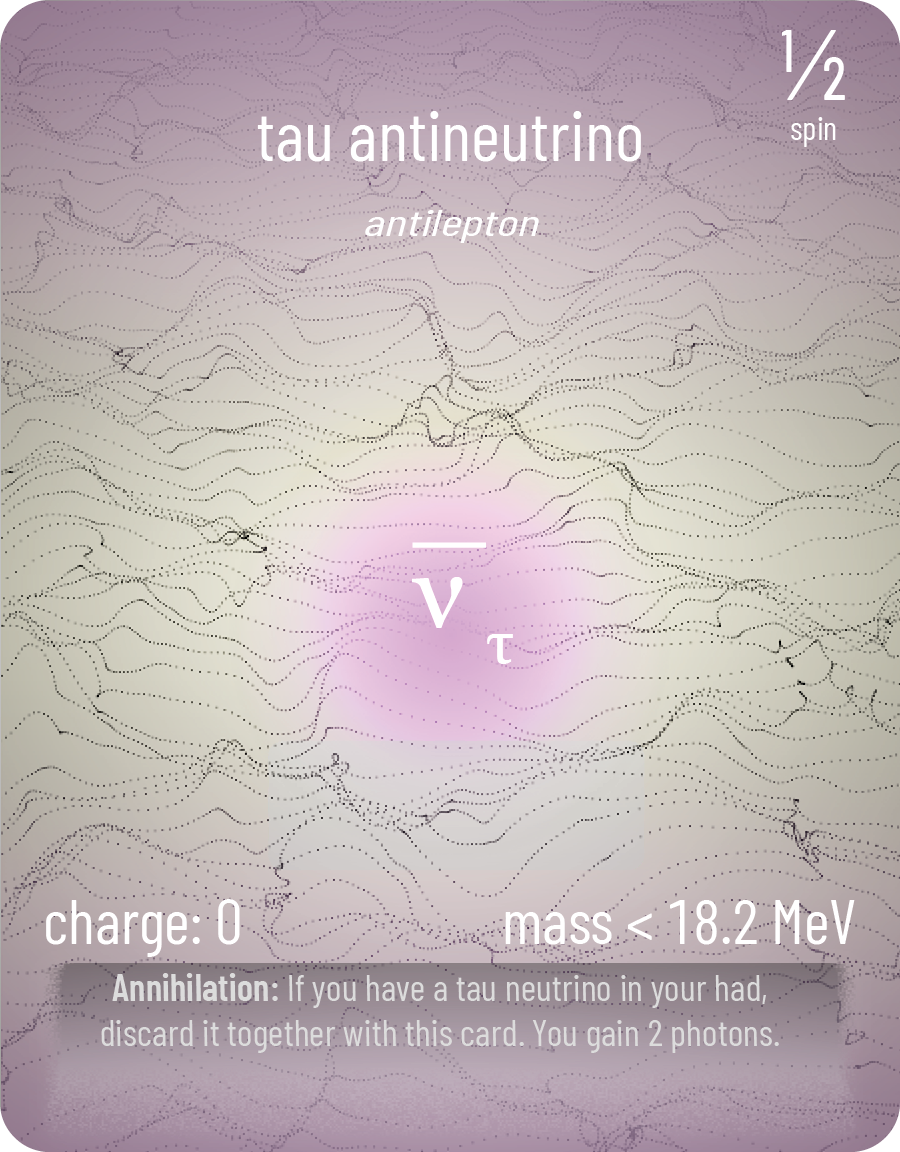 ½
spin
tau antineutrino
antilepton
ν̅ τ
charge: 0
mass < 18.2 MeV
Annihilation: If you have a tau neutrino in your had,
discard it together with this card. You gain 2 photons.